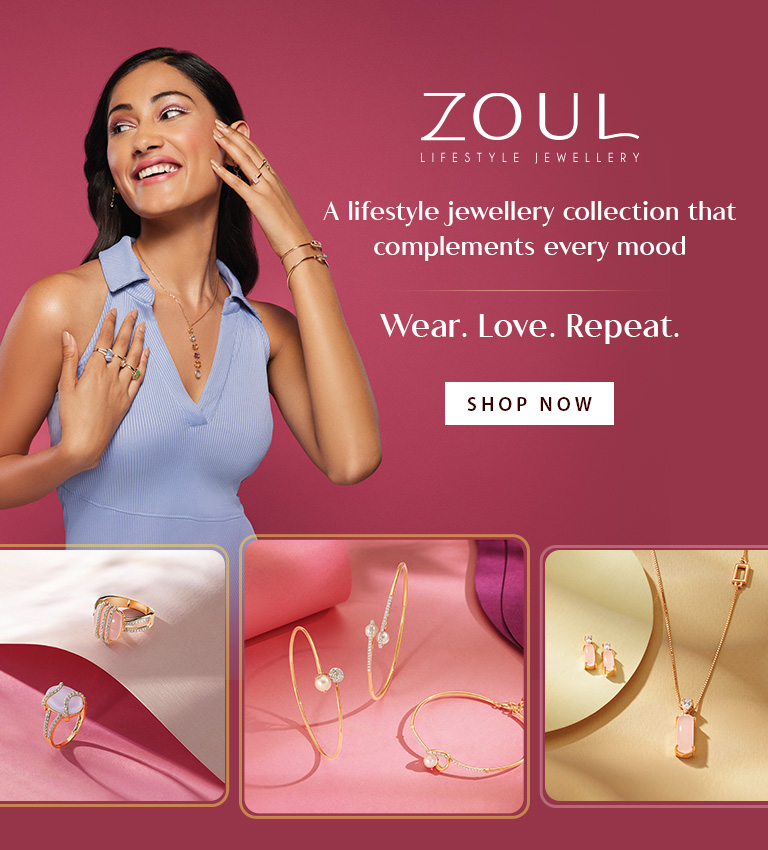 ZOUL
LIFESTYLE JEWELLERY
A lifestyle jewellery collection that
complements every mood
Wear. Love. Repeat.
SHOP NOW